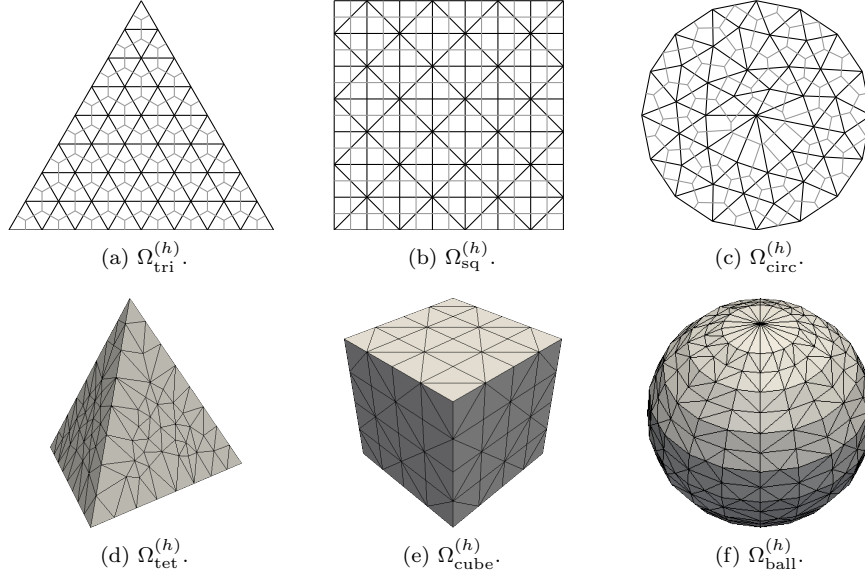 (a) Ω_tri^(h).
(b) Ω_sq^(h).
(c) Ω_circ^(h).
(d) Ω_tet^(h).
(e) Ω_cube^(h).
(f) Ω_ball^(h).